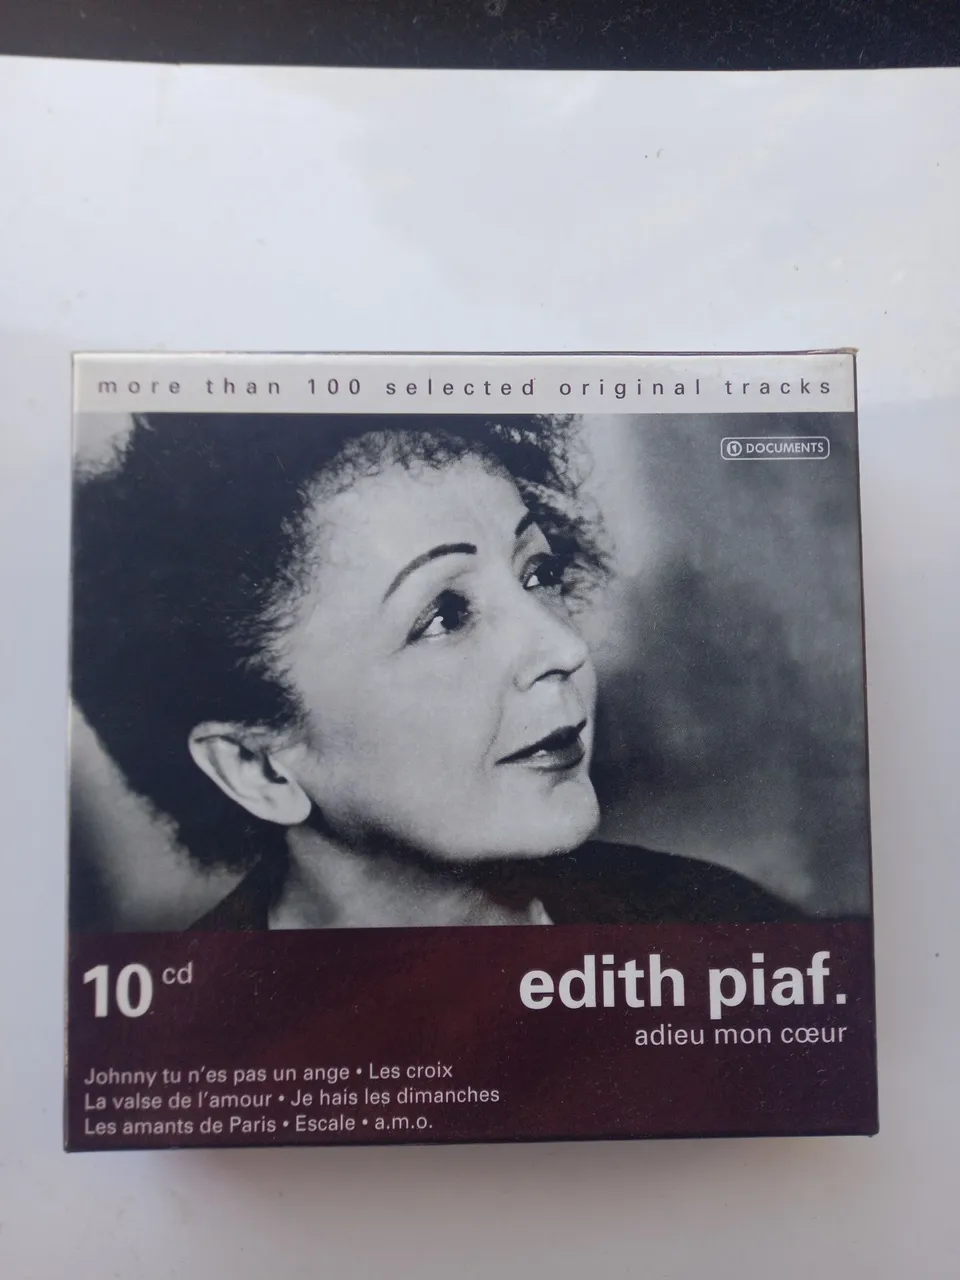 more than 100 selected original tracks
DOCUMENTS
10 cd
edith piaf.
adieu mon cœur
Johnny tu n'es pas un ange • Les croix
La valse de l'amour • Je hais les dimanches
Les amants de Paris • Escale • a.m.o.